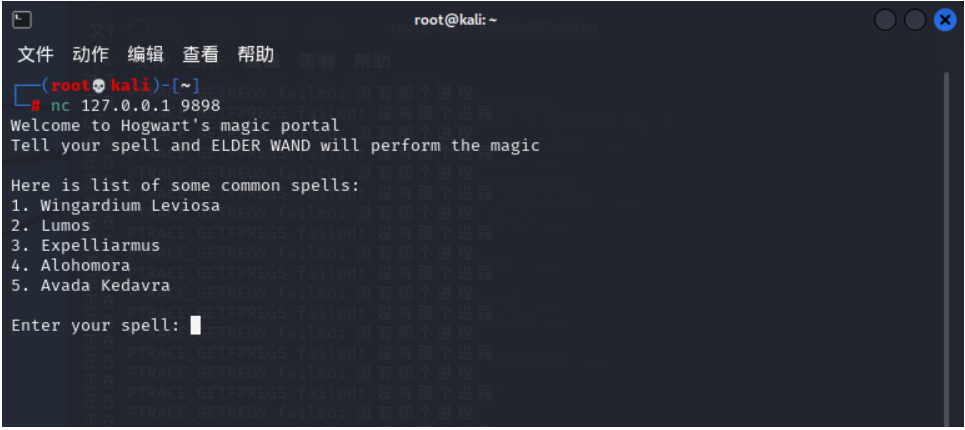 root@kali: ~
文件 动作 编辑 查看 帮助
(root💀kali)-[~]
# nc 127.0.0.1 9898
Welcome to Hogwart's magic portal
Tell your spell and ELDER WAND will perform the magic
Here is list of some common spells:
1. Wingardium Leviosa
2. Lumos
3. Expelliarmus
4. Alohomora
5. Avada Kedavra
Enter your spell: